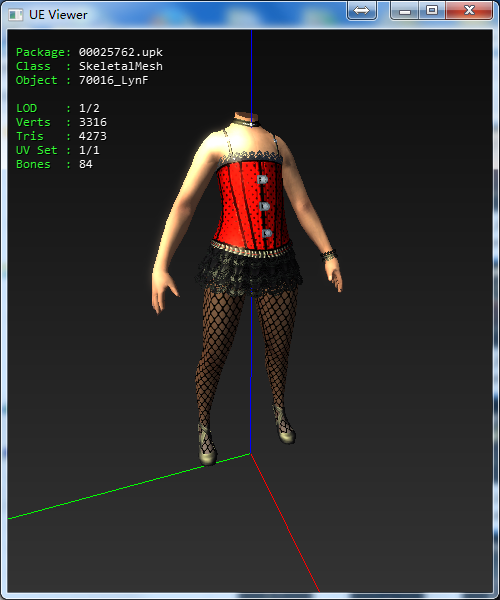 UE Viewer
Package: 00025762.upk
Class : SkeletalMesh
Object : 70016_LynF
LOD : 1/2
Verts : 3316
Tris : 4273
UV Set : 1/1
Bones : 84